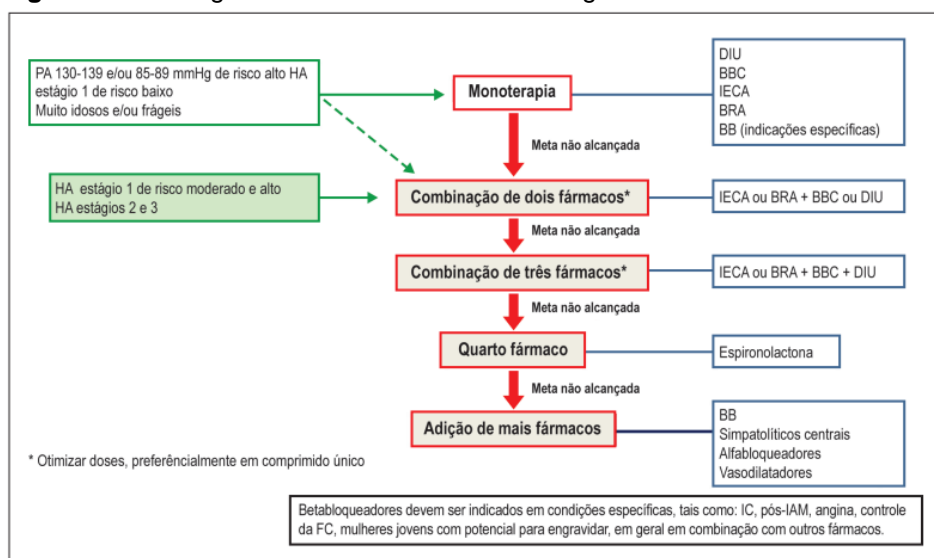 PA 130-139 e/ou 85-89 mmHg de risco alto HA
estágio 1 de risco baixo
Muito idosos e/ou frágeis
Monoterapia
DIU
BBC
IECA
BRA
BB (indicações específicas)
Meta não alcançada
HA estágio 1 de risco moderado e alto
HA estágios 2 e 3
Combinação de dois fármacos*
IECA ou BRA + BBC ou DIU
Meta não alcançada
Combinação de três fármacos*
IECA ou BRA + BBC + DIU
Meta não alcançada
Quarto fármaco
Espironolactona
Meta não alcançada
Adição de mais fármacos
BB
Simpatolíticos centrais
Alfabloqueadores
Vasodilatadores
* Otimizar doses, preferêncialmente em comprimido único
Betabloqueadores devem ser indicados em condições específicas, tais como: IC, pós-IAM, angina, controle
da FC, mulheres jovens com potencial para engravidar, em geral em combinação com outros fármacos.